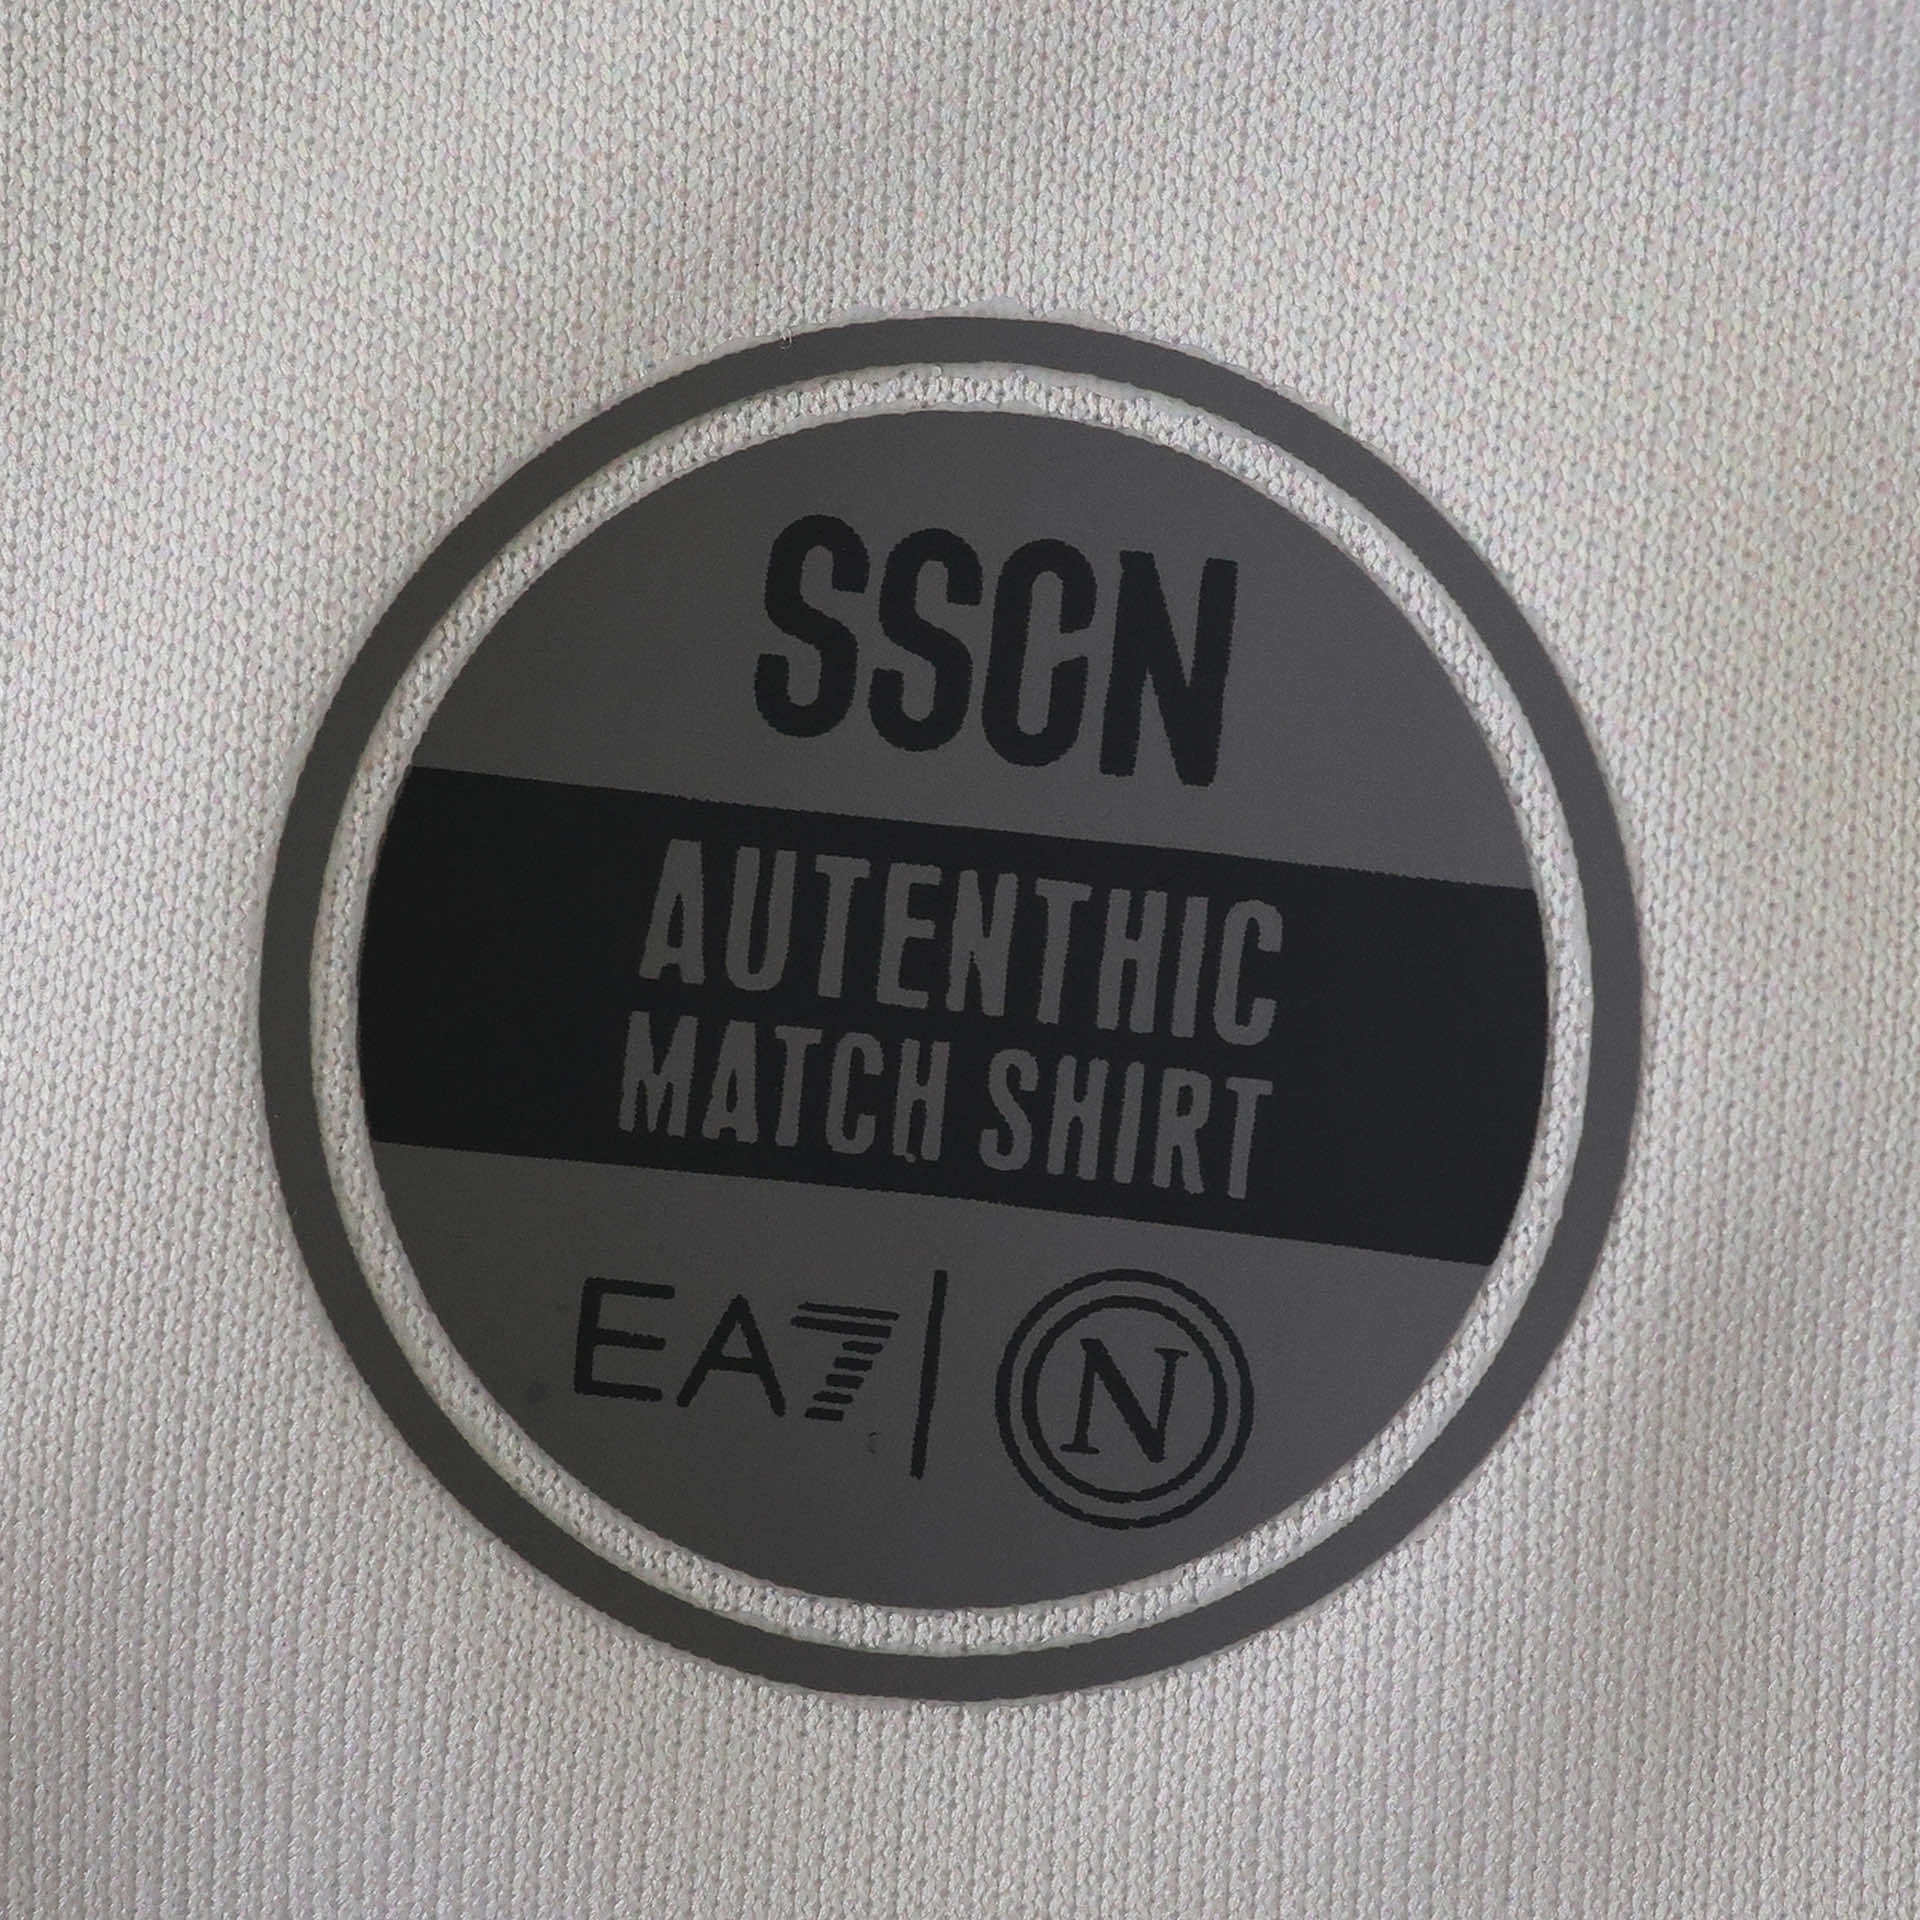 SSCN
AUTENTHIC
MATCH SHIRT
EA7 | N